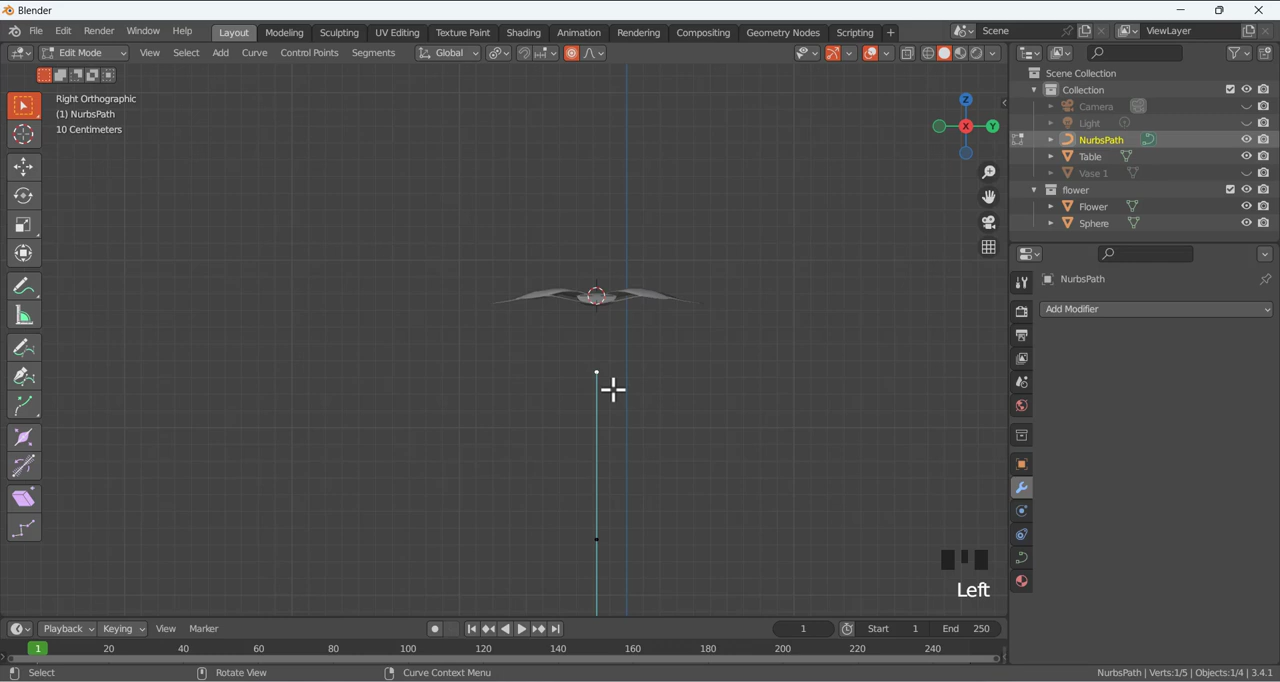 Blender
File Edit Render Window Help Layout Modeling Sculpting UV Editing Texture Paint Shading Animation Rendering Compositing Geometry Nodes Scripting + Scene ViewLayer
Edit Mode View Select Add Curve Control Points Segments Global
Right Orthographic
(1) NurbsPath
10 Centimeters
Z
X
Y
Scene Collection
Collection
Camera
Light
NurbsPath
Table
Vase 1
flower
Flower
Sphere
NurbsPath
Add Modifier
Left
Playback Keying View Marker 1 Start 1 End 250
1 20 40 60 80 100 120 140 160 180 200 220 240
Select Rotate View Curve Context Menu NurbsPath | Verts:1/5 | Objects:1/4 | 3.4.1